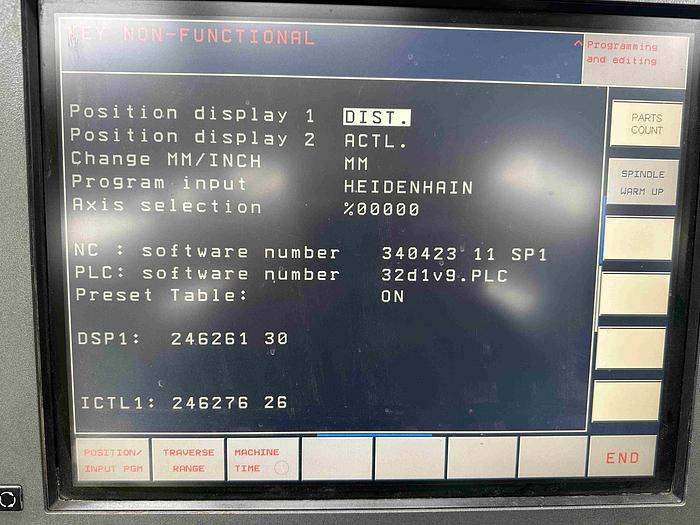 KEY NON-FUNCTIONAL
Programming
and editing
Position display 1 DIST.
Position display 2 ACTL.
Change MM/INCH MM
Program input HEIDENHAIN
Axis selection %00000
NC : software number 340423 11 SP1
PLC: software number 32d1v9.PLC
Preset Table: ON
DSP1: 246261 30
ICTL1: 246276 26
PARTS
COUNT
SPINDLE
WARM UP
POSITION/
INPUT PGM
TRAVERSE
RANGE
MACHINE
TIME
END